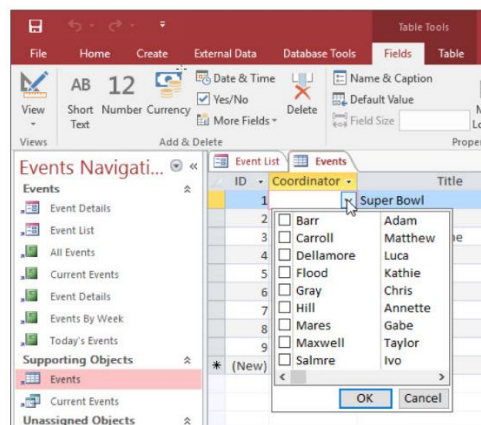 Table Tools
File Home Create External Data Database Tools Fields Table
View
Views
AB
Short
Text
12
Number
Currency
Date & Time
Yes/No
More Fields
Delete
Add & Delete
Name & Caption
Default Value
Field Size
Prope
Events Navigati...
Events
Event Details
Event List
All Events
Current Events
Event Details
Events By Week
Today's Events
Supporting Objects
Events
Current Events
Unassigned Objects
Event List Events
ID Coordinator Title
1 Super Bowl
2
3
4
5
6
7
8
9
* (New)
Barr Adam
Carroll Matthew
Dellamore Luca
Flood Kathie
Gray Chris
Hill Annette
Mares Gabe
Maxwell Taylor
Salmre Ivo
OK Cancel